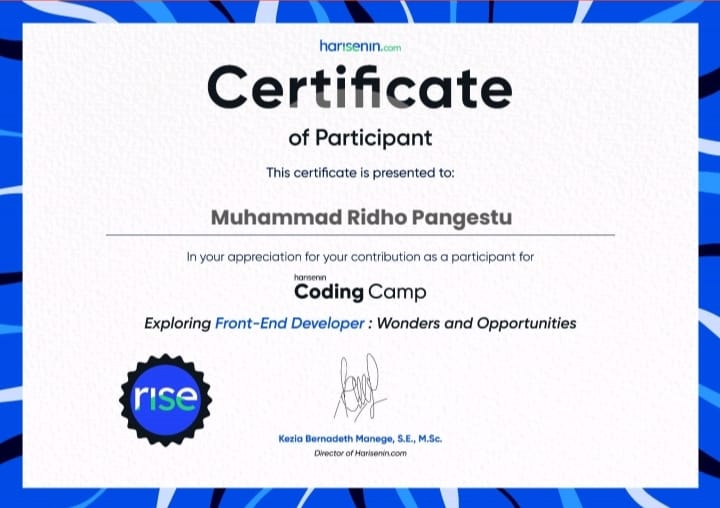 harisenin.com
Certificate
of Participant
This certificate is presented to:
Muhammad Ridho Pangestu
In your appreciation for your contribution as a participant for
harisenin
Coding Camp
Exploring Front-End Developer : Wonders and Opportunities
rise
Kezia Bernadeth Manege, S.E., M.Sc.
Director of Harisenin.com